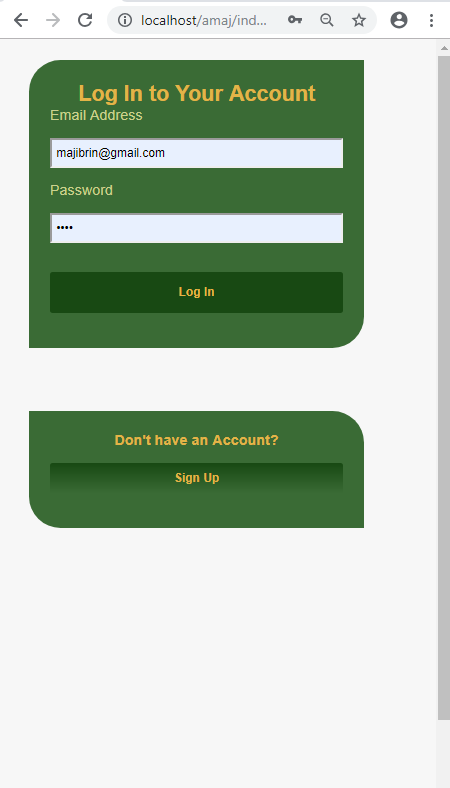 localhost/amaj/ind...
Log In to Your Account
Email Address
majibrin@gmail.com
Password
••••
Log In
Don't have an Account?
Sign Up